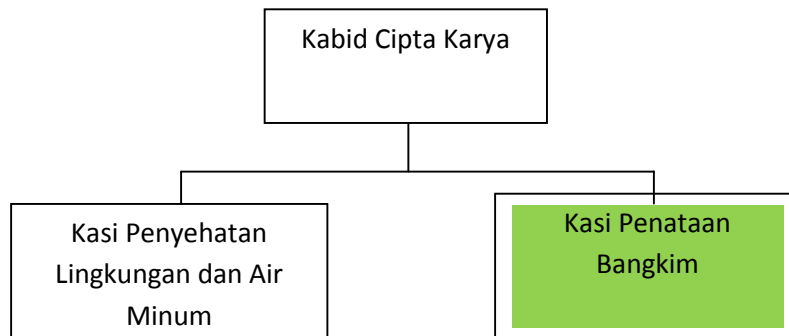 Kabid Cipta Karya
Kasi Penyehatan
Lingkungan dan Air
Minum
Kasi Penataan
Bangkim